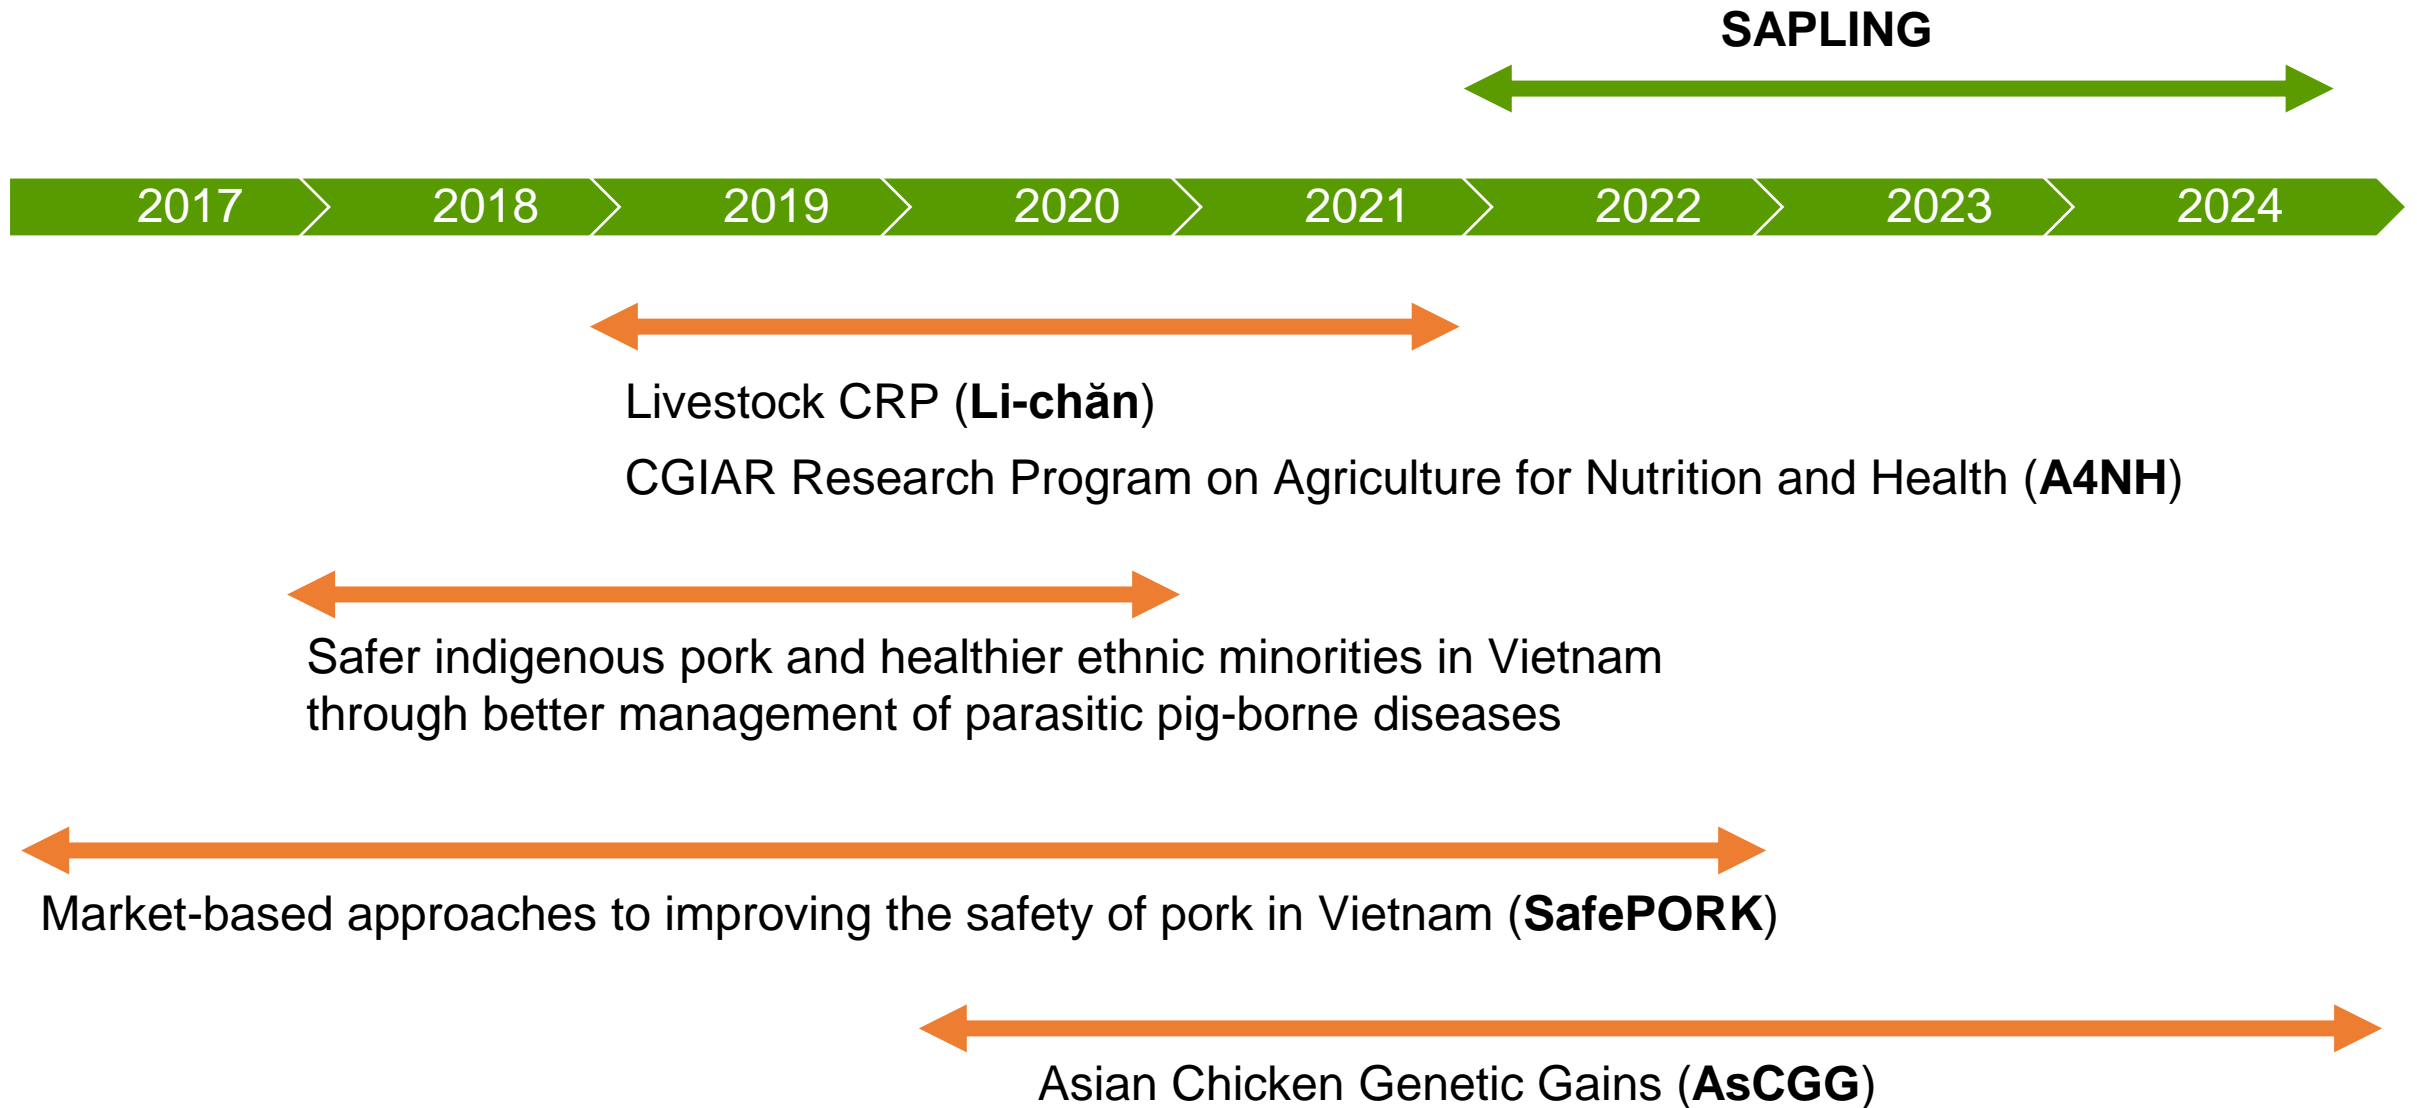 SAPLING
2017 2018 2019 2020 2021 2022 2023 2024
Livestock CRP (Li-chăn)
CGIAR Research Program on Agriculture for Nutrition and Health (A4NH)
Safer indigenous pork and healthier ethnic minorities in Vietnam
through better management of parasitic pig-borne diseases
Market-based approaches to improving the safety of pork in Vietnam (SafePORK)
Asian Chicken Genetic Gains (AsCGG)